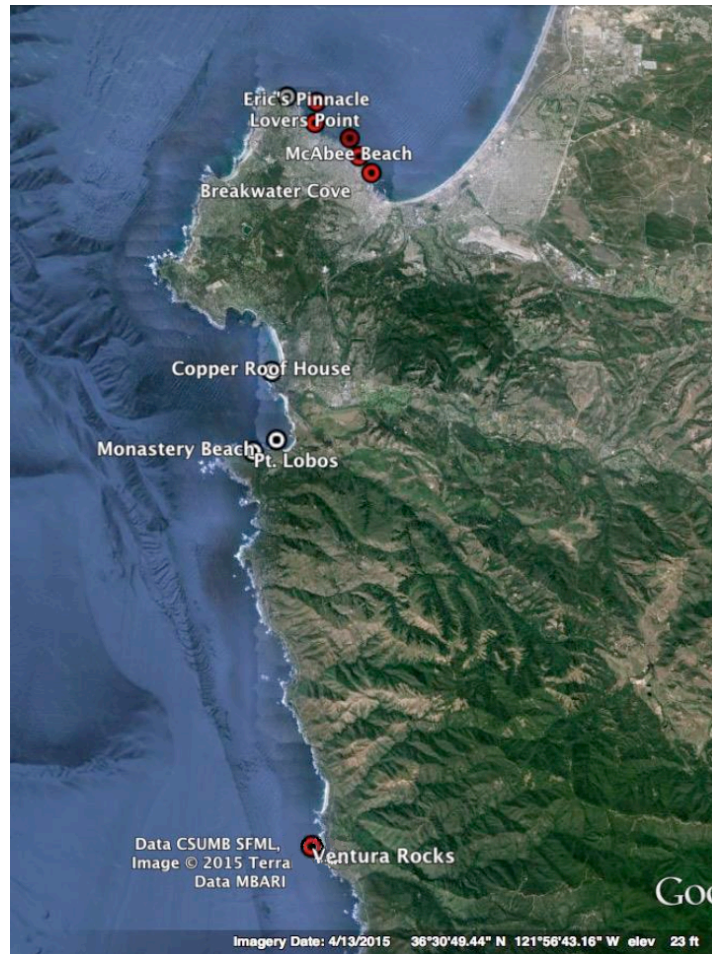 Eric's Pinnacle
Lovers Point
McAbee Beach
Breakwater Cove
Copper Roof House
Monastery Beach
Pt. Lobos
Data CSUMB SFML,
Image © 2015 Terra
Data MBARI
Ventura Rocks
Goo
Imagery Date: 4/13/2015 36°30'49.44" N 121°56'43.16" W elev 23 ft